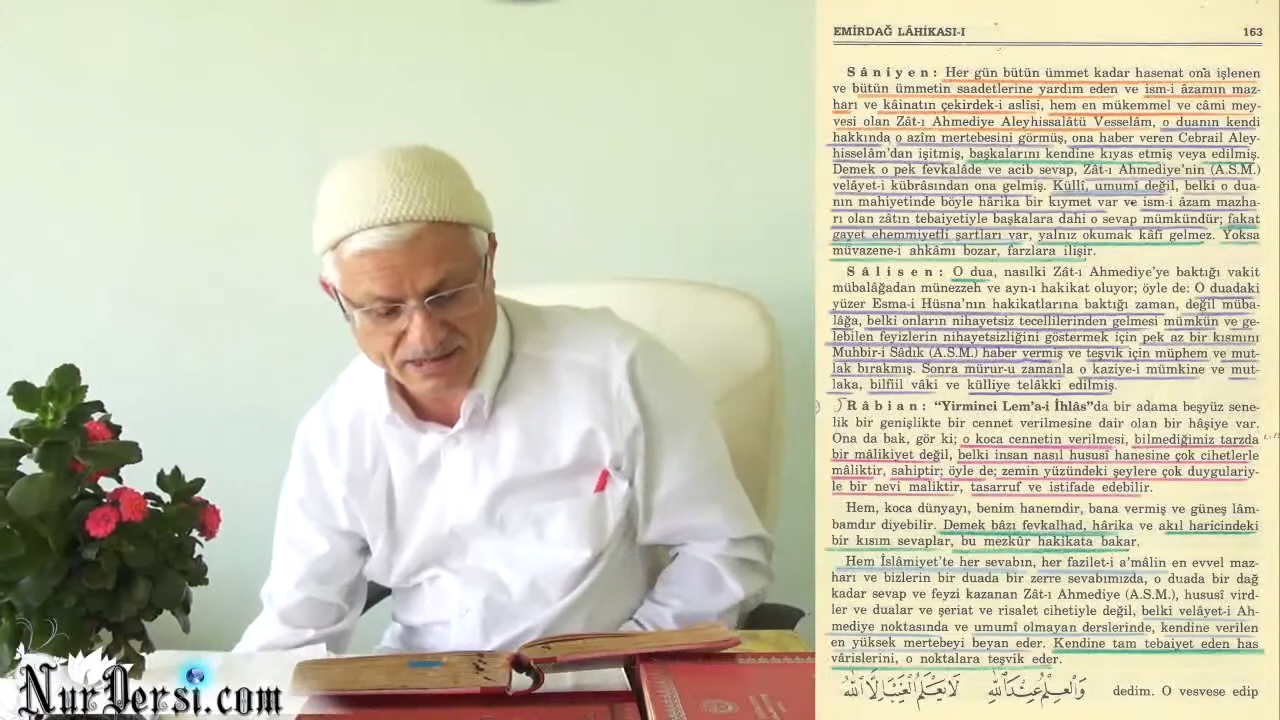 EMİRDAĞ LÂHİKASI-I 163
Sâniyen: Her gün bütün ümmet kadar hasenat ona işlenen
ve bütün ümmetin saadetlerine yardım eden ve ism-i âzamın maz-
harı ve kâinatın çekirdek-i aslîsi, hem en mükemmel ve câmi mey-
vesi olan Zât-ı Ahmediye Aleyhissalâtü Vesselâm, o duanın kendi
hakkında o azîm mertebesini görmüş, ona haber veren Cebrail Aley-
hisselâm'dan işitmiş, başkalarını kendine kıyas etmiş veya edilmiş.
Demek o pek fevkalâde ve acib sevap, Zât-ı Ahmediye'nin (A.S.M.)
velâyet-i kübrâsından ona gelmiş. Küllî, umumî değil, belki o dua-
nın mahiyetinde böyle hârika bir kıymet var ve ism-i âzam mazha-
rı olan zâtın tebaiyetiyle başkalara dahi o sevap mümkündür; fakat
gayet ehemmiyetli şartları var, yalnız okumak kâfi gelmez. Yoksa
müvazene-i ahkâmı bozar, farzlara ilişir.
Sâlisen: O dua, nasılki Zât-ı Ahmediye'ye baktığı vakit
mübalâğadan münezzeh ve ayn-ı hakikat oluyor; öyle de: O duadaki
yüzer Esma-i Hüsna'nın hakikatlarına baktığı zaman, değil müba-
lâğa, belki onların nihayetsiz tecellilerinden gelmesi mümkün ve ge-
lebilen feyizlerin nihayetsizliğini göstermek için pek az bir kısmını
Muhbir-i Sâdık (A.S.M.) haber vermiş ve teşvik için müphem ve mut-
lak bırakmış. Sonra mürur-u zamanla o kaziye-i mümkine ve mut-
laka, bilfiil vâki ve külliye telâkki edilmiş.
Râbian: "Yirminci Lem'a-i İhlâs"da bir adama beşyüz sene-
lik bir genişlikte bir cennet verilmesine dair olan bir hâşiye var.
Ona da bak, gör ki; o koca cennetin verilmesi, bilmediğimiz tarzda
bir mâlikiyet değil, belki insan nasıl hususî hanesine çok cihetlerle
mâliktir, sahiptir; öyle de; zemin yüzündeki şeylere çok duygulariy-
le bir nevi maliktir, tasarruf ve istifade edebilir.
Hem, koca dünyayı, benim hanemdir, bana vermiş ve güneş lâm-
bamdır diyebilir. Demek bâzı fevkalhad, hârika ve akıl haricindeki
bir kısım sevaplar, bu mezkûr hakikata bakar.
Hem İslâmiyet'te her sevabın, her fazilet-i a'mâlin en evvel maz-
harı ve bizlerin bir duada bir zerre sevabımızda, o duada bir dağ
kadar sevap ve feyzi kazanan Zât-ı Ahmediye (A.S.M.), hususî vird-
ler ve dualar ve şeriat ve risalet cihetiyle değil, belki velâyet-i Ah-
mediye noktasında ve umumî olmayan derslerinde, kendine verilen
en yüksek mertebeyi beyan eder. Kendine tam tebaiyet eden has
vârislerini, o noktalara teşvik eder.
لَا يَعْلَمُ الْغَيْبَ إِلَّا اللّٰهُ وَالْعِلْمُ عِنْدَ اللّٰهِ dedim. O vesvese edip
NurDersi.com